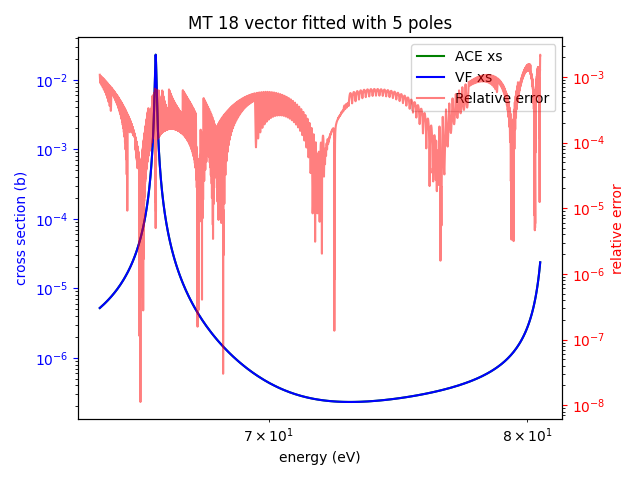 MT 18 vector fitted with 5 poles
ACE xs
VF xs
Relative error
10⁻²
10⁻³
10⁻⁴
10⁻⁵
10⁻⁶
cross section (b)
10⁻³
10⁻⁴
10⁻⁵
10⁻⁶
10⁻⁷
10⁻⁸
relative error
7 × 10¹
8 × 10¹
energy (eV)